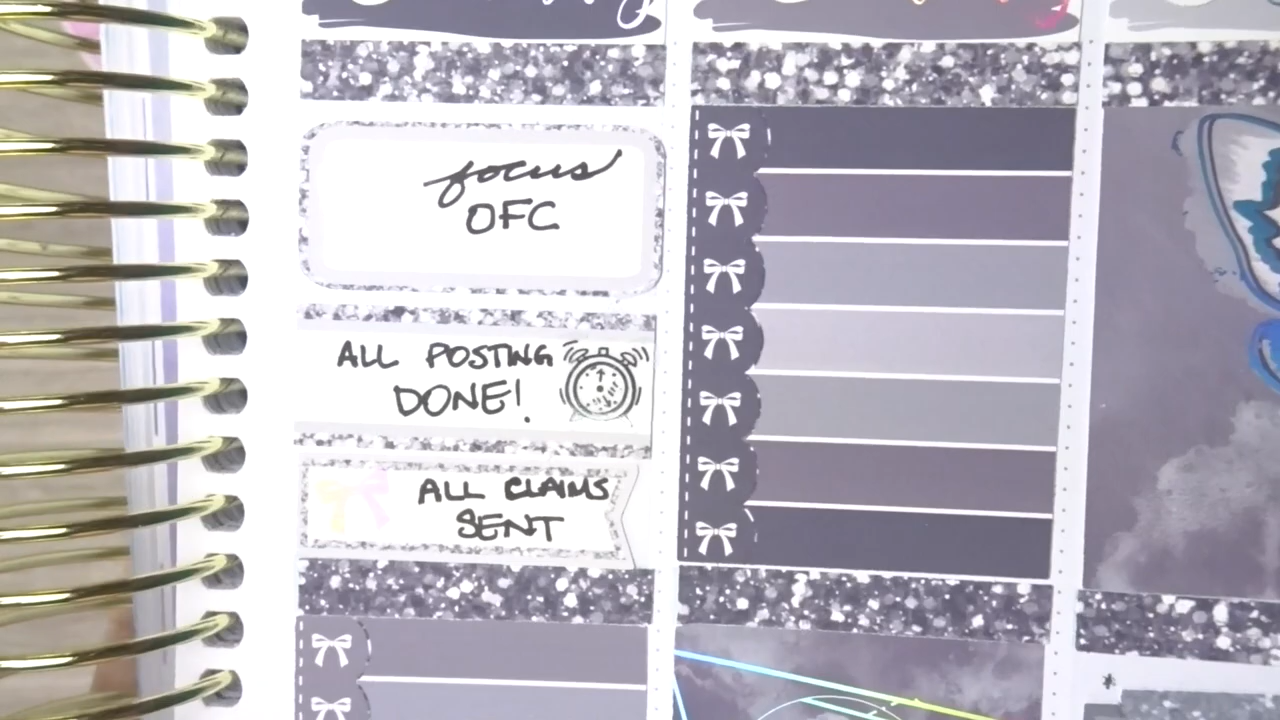 focus
OFC
ALL POSTING
DONE!
ALL CLAIMS
SENT